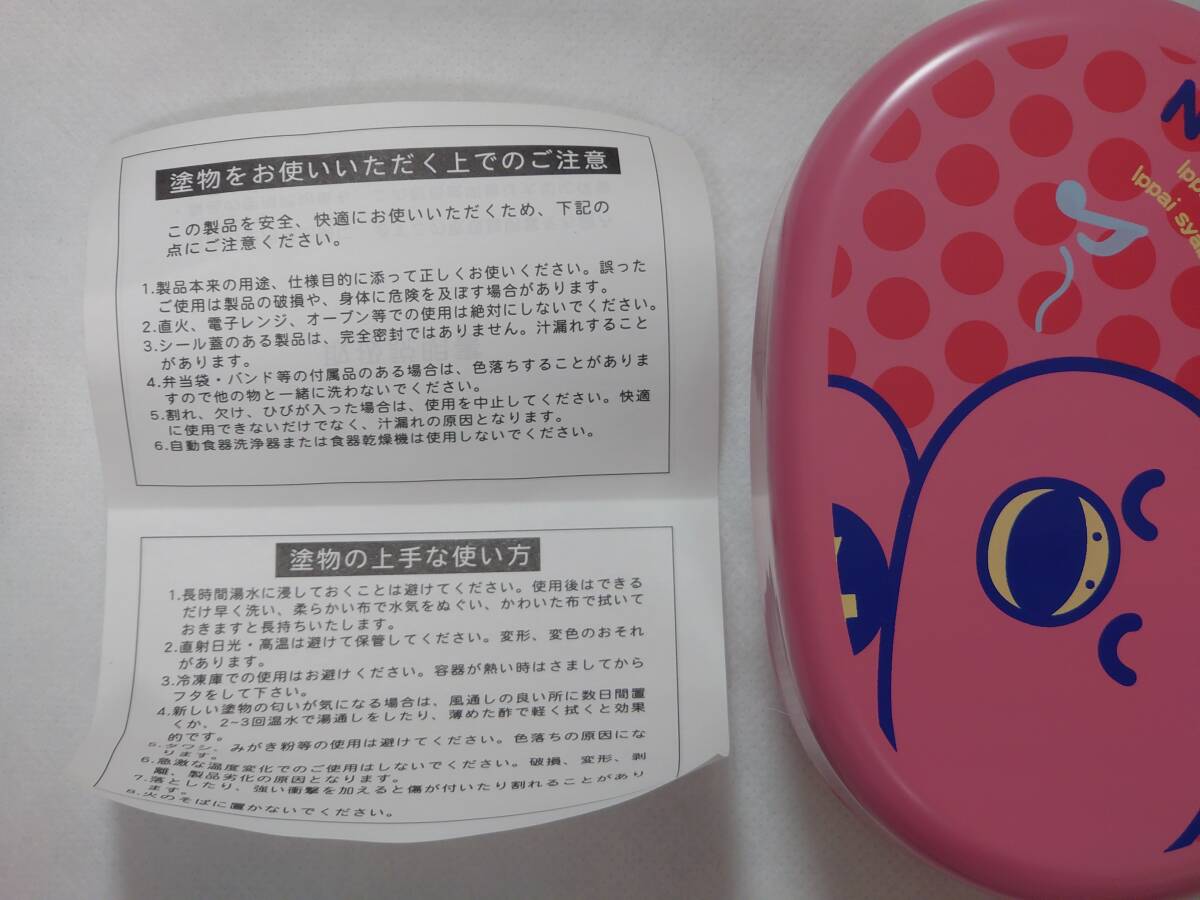 塗物をお使いいただく上でのご注意
この製品を安全、快適にお使いいただくため、下記の
点にご注意ください。
1.製品本来の用途、仕様目的に添って正しくお使いください。誤った
ご使用は製品の破損や、身体に危険を及ぼす場合があります。
2.直火、電子レンジ、オーブン等での使用は絶対にしないでください。
3.シール蓋のある製品は、完全密封ではありません。汁漏れすること
があります。
4.弁当袋・バンド等の付属品のある場合は、色落ちすることがありま
すので他の物と一緒に洗わないでください。
5.割れ、欠け、ひびが入った場合は、使用を中止してください。快適
に使用できないだけでなく、汁漏れの原因となります。
6.自動食器洗浄器または食器乾燥機は使用しないでください。
塗物の上手な使い方
1.長時間湯水に浸しておくことは避けてください。使用後はできる
だけ早く洗い、柔らかい布で水気をぬぐい、かわいた布で拭いて
おきますと長持ちいたします。
2.直射日光・高温は避けて保管してください。変形、変色のおそれ
があります。
3.冷凍庫での使用はお避けください。容器が熱い時はさましてから
フタをして下さい。
4.新しい塗物の匂いが気になる場合は、風通しの良い所に数日間置
くか、2~3回温水で湯通しをしたり、薄めた酢で軽く拭くと効果
的です。
5.タワシ、みがき粉等の使用は避けてください。色落ちの原因にな
ります。
6.急激な温度変化でのご使用はしないでください。破損、変形、剥
離、製品劣化の原因となります。
7.落としたり、強い衝撃を加えると傷が付いたり割れることがあり
ます。
8.火のそばに置かないでください。
N
Ippa
Ippai sya